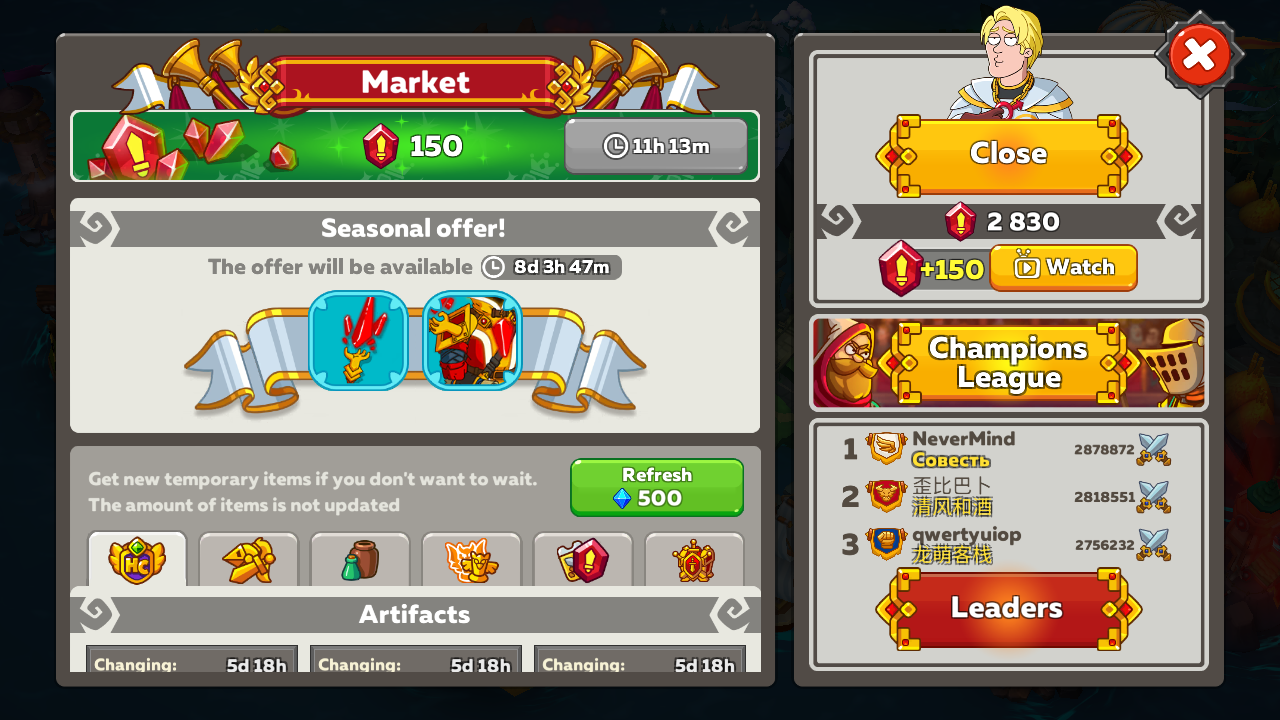 Market
150
11h 13m
Seasonal offer!
The offer will be available 8d 3h 47m
Get new temporary items if you don't want to wait.
The amount of items is not updated
Refresh
500
HC
Artifacts
Changing: 5d 18h
Changing: 5d 18h
Changing: 5d 18h
Close
2 830
+150
Watch
Champions
League
1 NeverMind 2878872
Совесть
2 歪比巴卜 2818551
清风和酒
3 qwertyuiop 2756232
龙萌客栈
Leaders